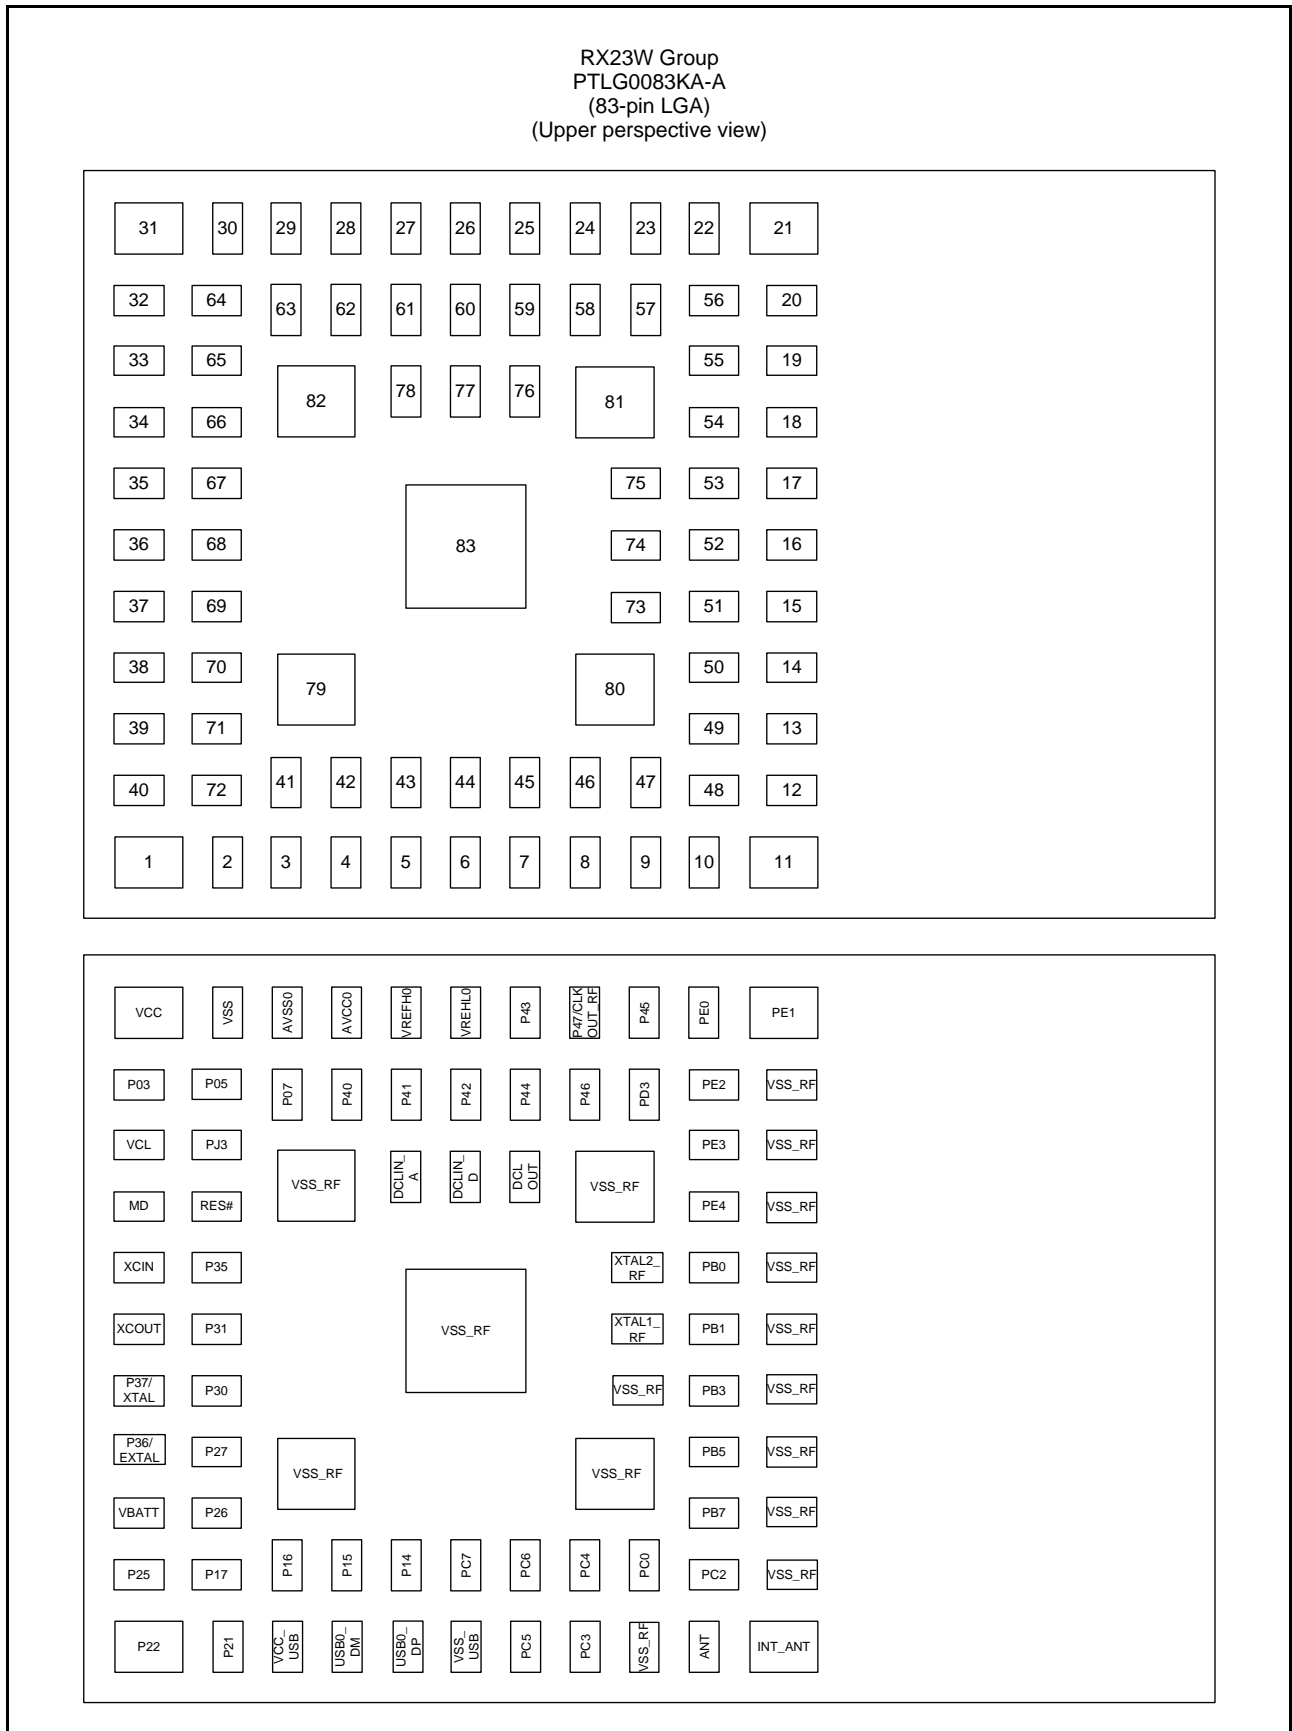 RX23W Group
PTLG0083KA-A
(83-pin LGA)
(Upper perspective view)
31 30 29 28 27 26 25 24 23 22 21
32 64 63 62 61 60 59 58 57 56 20
33 65 55 19
82 78 77 76 81
34 66 54 18
35 67 75 53 17
36 68 83 74 52 16
37 69 73 51 15
38 70 50 14
79 80
39 71 49 13
40 72 41 42 43 44 45 46 47 48 12
1 2 3 4 5 6 7 8 9 10 11
VCC VSS AVSS0 AVCC0 VREFH0 VREHL0 P43 P47/CLK
OUT_RF P45 PE0 PE1
P03 P05 P07 P40 P41 P42 P44 P46 PD3 PE2 VSS_RF
VCL PJ3 PE3 VSS_RF
VSS_RF DCLIN_
A DCLIN_
D DCL
OUT VSS_RF
MD RES# PE4 VSS_RF
XCIN P35 XTAL2_
RF PB0 VSS_RF
XCOUT P31 VSS_RF XTAL1_
RF PB1 VSS_RF
P37/
XTAL P30 VSS_RF PB3 VSS_RF
P36/
EXTAL P27 PB5 VSS_RF
VSS_RF VSS_RF
VBATT P26 PB7 VSS_RF
P25 P17 P16 P15 P14 PC7 PC6 PC4 PC0 PC2 VSS_RF
P22 P21 VCC_
USB USB0_
DM USB0_
DP VSS_
USB PC5 PC3 VSS_RF ANT INT_ANT